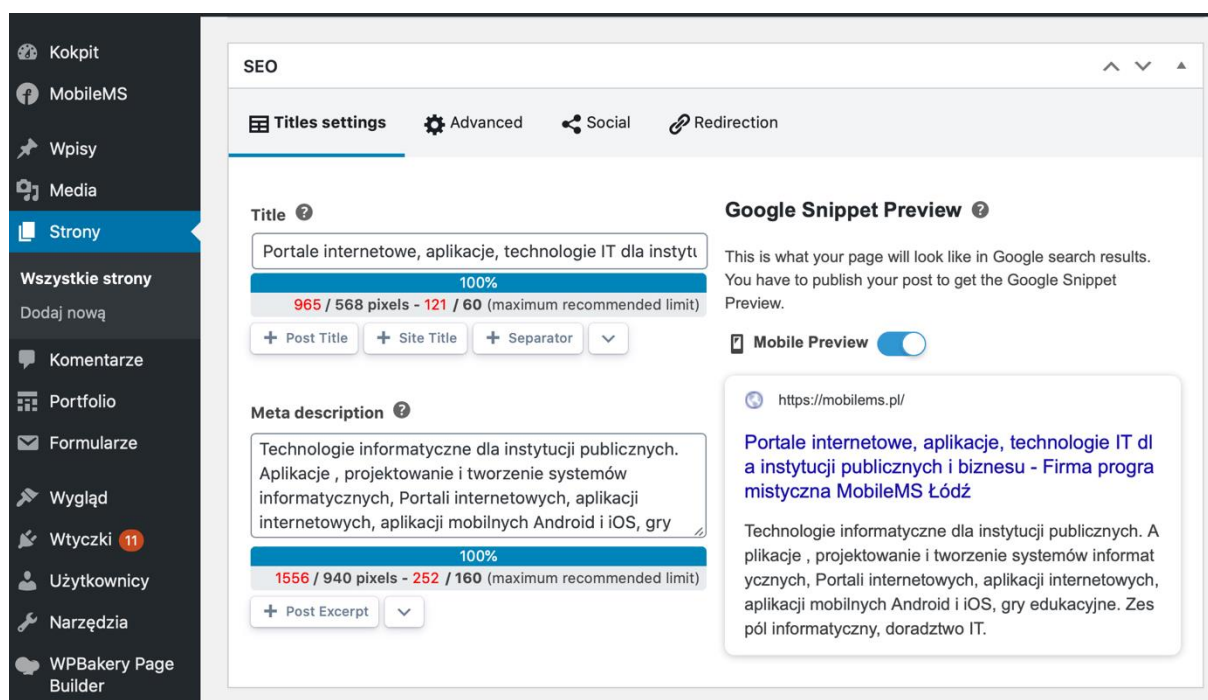 Kokpit
MobileMS
Wpisy
Media
Strony
Wszystkie strony
Dodaj nową
Komentarze
Portfolio
Formularze
Wygląd
Wtyczki 11
Użytkownicy
Narzędzia
WPBakery Page
Builder
SEO
Titles settings
Advanced
Social
Redirection
Title ?
Portale internetowe, aplikacje, technologie IT dla instytu
100%
965 / 568 pixels - 121 / 60 (maximum recommended limit)
+ Post Title
+ Site Title
+ Separator
Meta description ?
Technologie informatyczne dla instytucji publicznych.
Aplikacje , projektowanie i tworzenie systemów
informatycznych, Portali internetowych, aplikacji
internetowych, aplikacji mobilnych Android i iOS, gry
100%
1556 / 940 pixels - 252 / 160 (maximum recommended limit)
+ Post Excerpt
Google Snippet Preview ?
This is what your page will look like in Google search results.
You have to publish your post to get the Google Snippet
Preview.
Mobile Preview
https://mobilems.pl/
Portale internetowe, aplikacje, technologie IT dl
a instytucji publicznych i biznesu - Firma progra
mistyczna MobileMS Łódź
Technologie informatyczne dla instytucji publicznych. A
plikacje , projektowanie i tworzenie systemów informat
ycznych, Portali internetowych, aplikacji internetowych,
aplikacji mobilnych Android i iOS, gry edukacyjne. Zes
pól informatyczny, doradztwo IT.